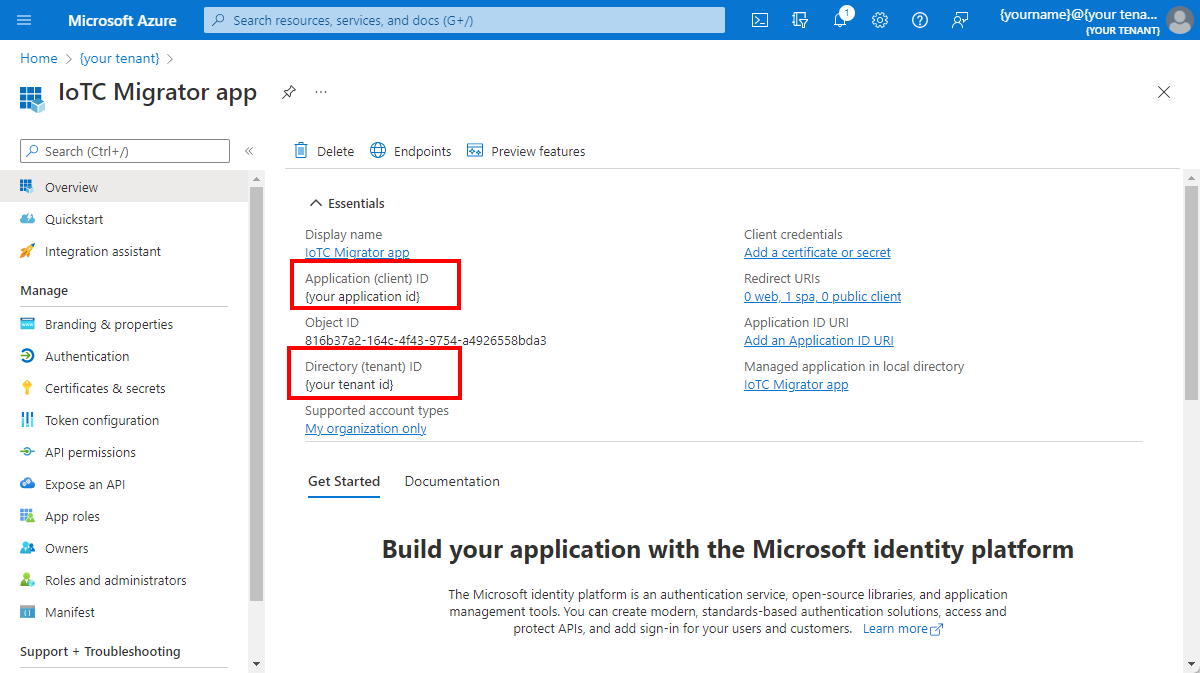 Microsoft Azure
Search resources, services, and docs (G+/)
1
{yourname}@{your tena...
{YOUR TENANT}
Home > {your tenant} >
IoTC Migrator app
...
Search (Ctrl+/)
«
Overview
Quickstart
Integration assistant
Manage
Branding & properties
Authentication
Certificates & secrets
Token configuration
API permissions
Expose an API
App roles
Owners
Roles and administrators
Manifest
Support + Troubleshooting
Delete
Endpoints
Preview features
Essentials
Display name
IoTC Migrator app
Application (client) ID
{your application id}
Object ID
816b37a2-164c-4f43-9754-a4926558bda3
Directory (tenant) ID
{your tenant id}
Supported account types
My organization only
Client credentials
Add a certificate or secret
Redirect URIs
0 web, 1 spa, 0 public client
Application ID URI
Add an Application ID URI
Managed application in local directory
IoTC Migrator app
Get Started
Documentation
Build your application with the Microsoft identity platform
The Microsoft identity platform is an authentication service, open-source libraries, and application
management tools. You can create modern, standards-based authentication solutions, access and
protect APIs, and add sign-in for your users and customers. Learn more